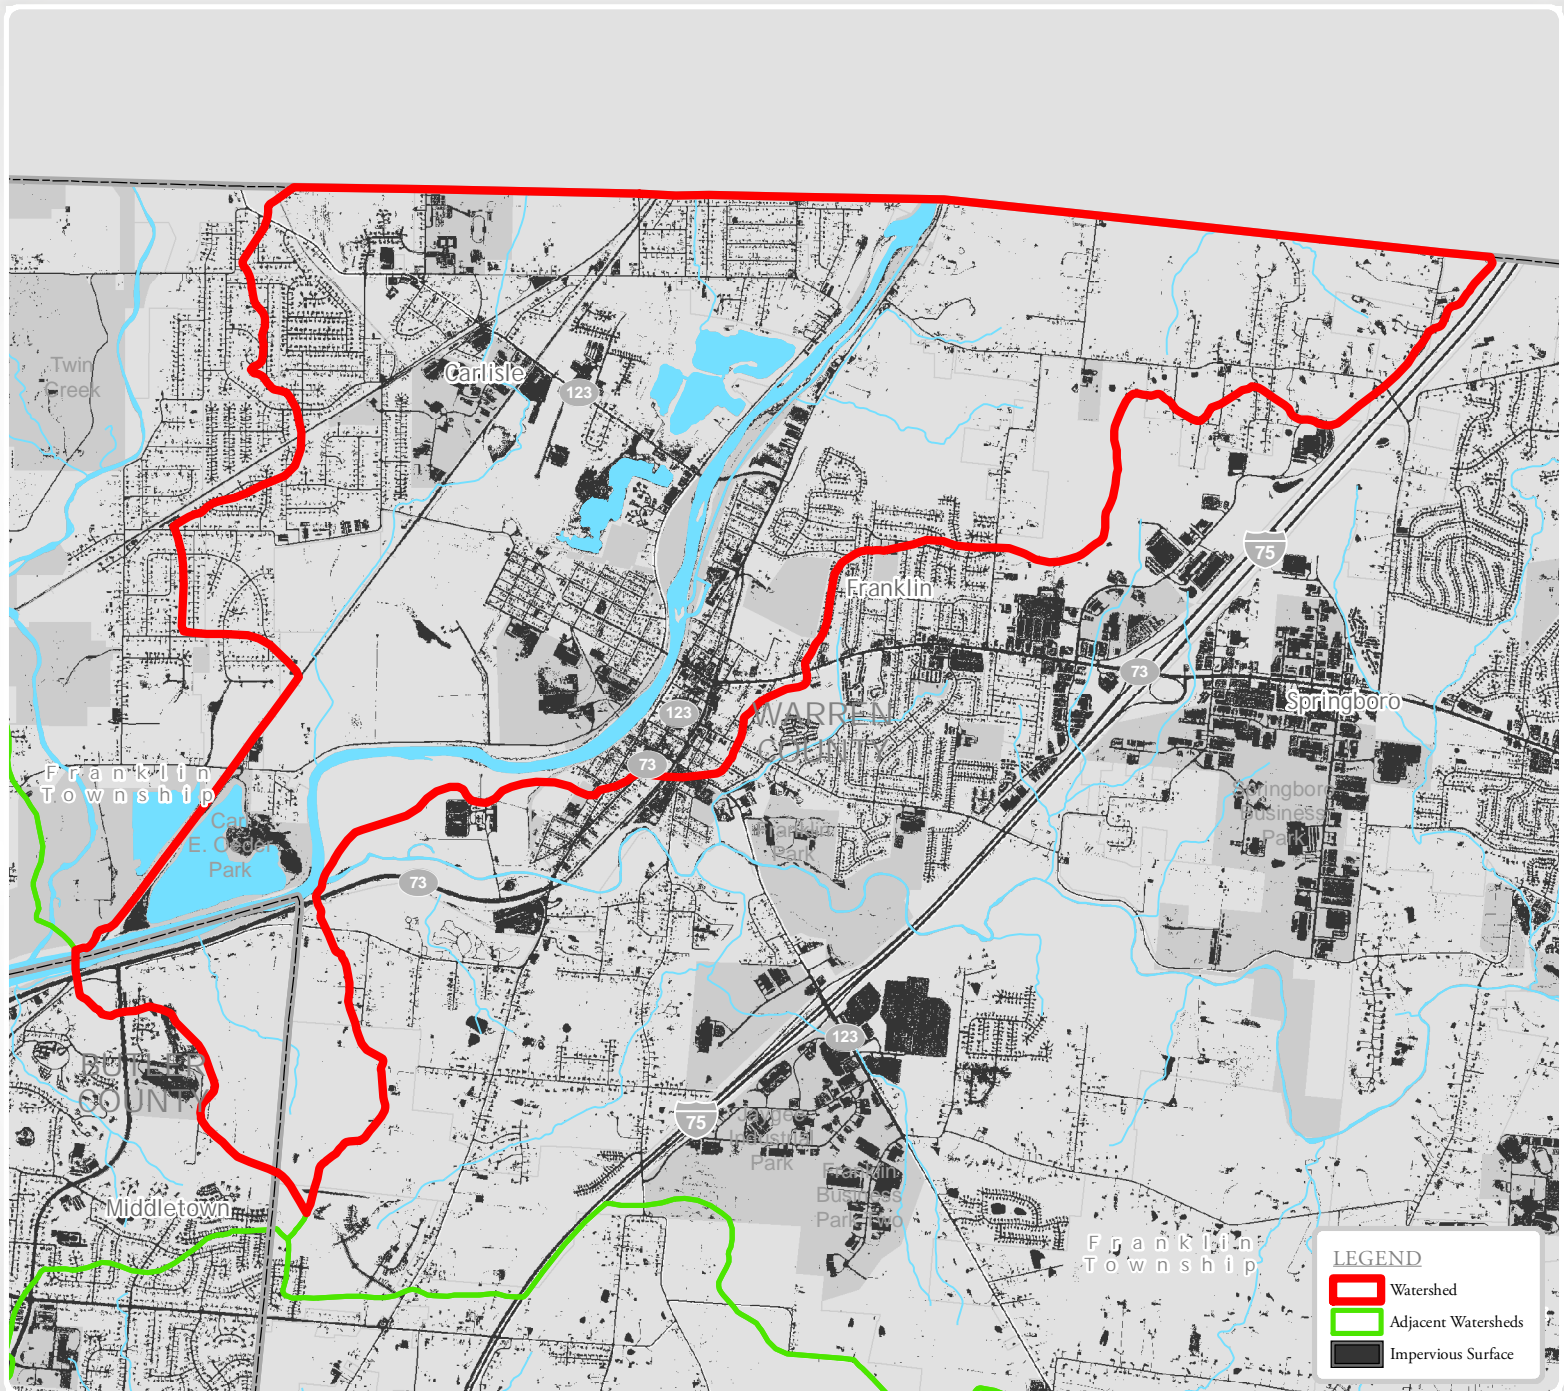 Twin
Creek
Carlisle
123
Franklin
75
73
Springboro
123
WARREN
COUNTY
73
Franklin
Township
Carl
E. Oeder
Park
Springboro
Business
Park
Franklin
Park
73
123
BUTLER
COUNTY
75
Industrial
Park
Franklin
Business
Park Two
Middletown
Franklin
Township
LEGEND
Watershed
Adjacent Watersheds
Impervious Surface